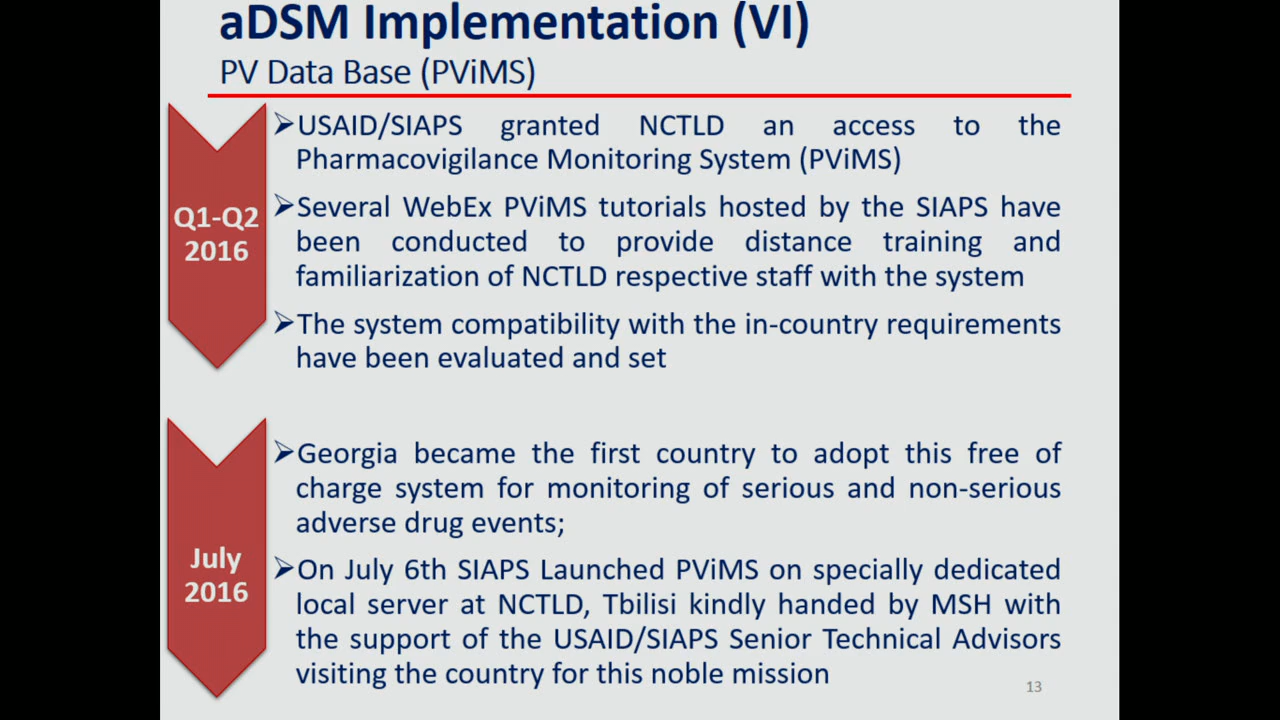 aDSM Implementation (VI)
PV Data Base (PViMS)
Q1-Q2
2016
➢USAID/SIAPS granted NCTLD an access to the
Pharmacovigilance Monitoring System (PViMS)
➢Several WebEx PViMS tutorials hosted by the SIAPS have
been conducted to provide distance training and
familiarization of NCTLD respective staff with the system
➢The system compatibility with the in-country requirements
have been evaluated and set
July
2016
➢Georgia became the first country to adopt this free of
charge system for monitoring of serious and non-serious
adverse drug events;
➢On July 6th SIAPS Launched PViMS on specially dedicated
local server at NCTLD, Tbilisi kindly handed by MSH with
the support of the USAID/SIAPS Senior Technical Advisors
visiting the country for this noble mission
13